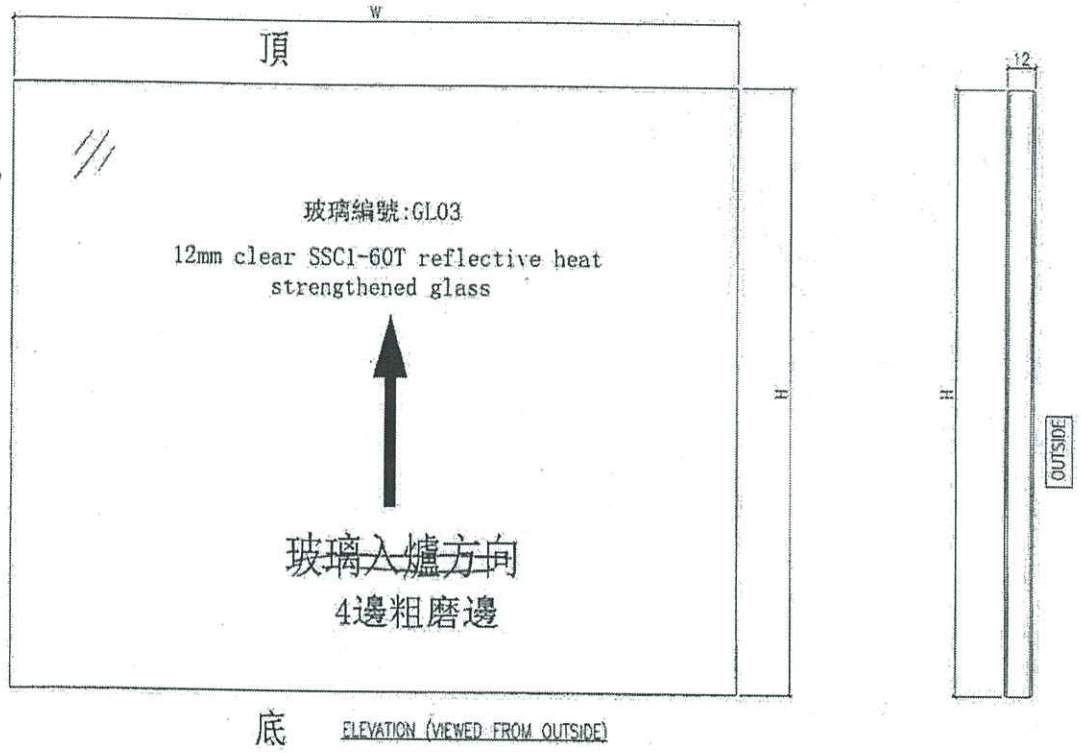 W
頂
12
玻璃編號:GL03
12mm clear SSC1-60T reflective heat
strengthened glass
H
H
OUTSIDE
玻璃入爐方向
4邊粗磨邊
底
ELEVATION (VIEWED FROM OUTSIDE)